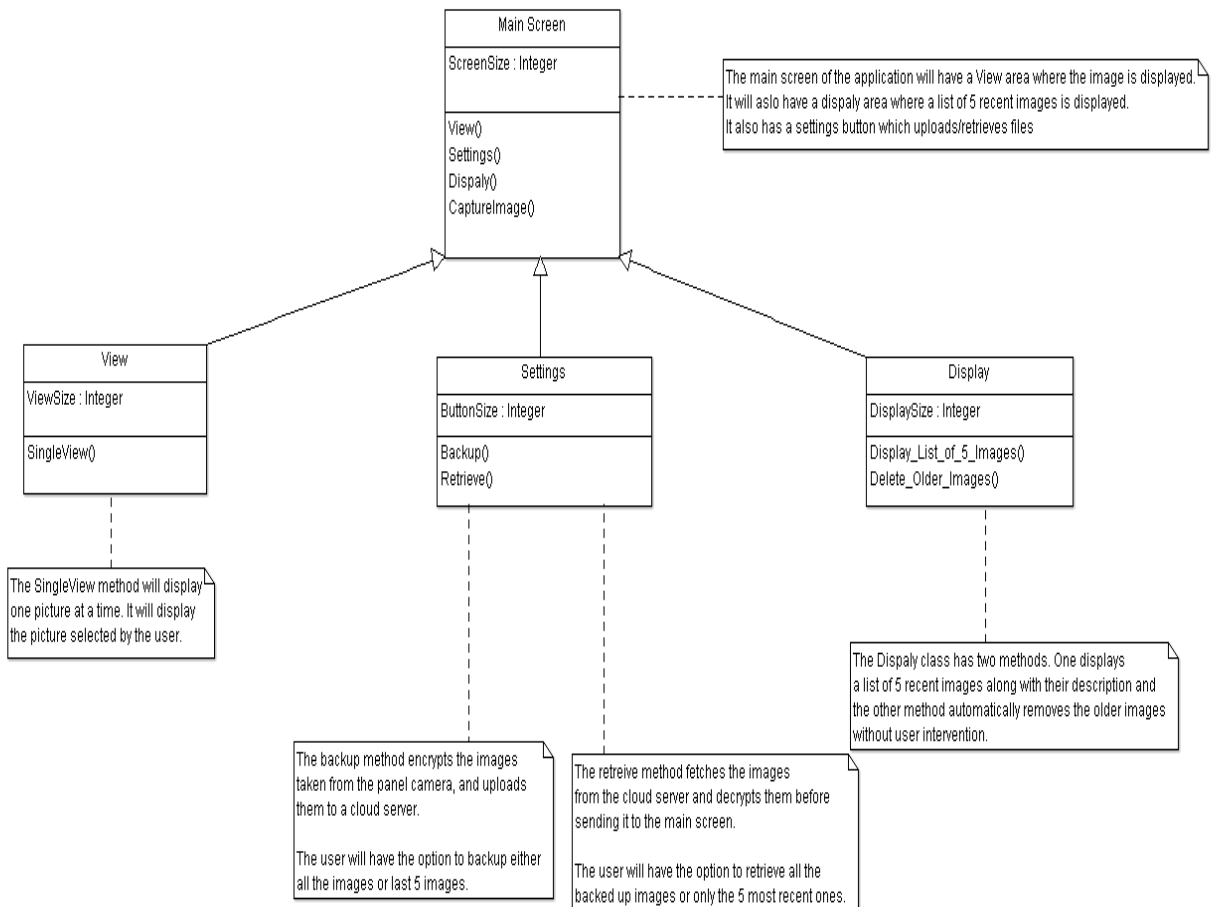 Main Screen
ScreenSize : Integer
View()
Settings()
Dispaly()
CaptureImage()
The main screen of the application will have a View area where the image is displayed.
It will aslo have a dispaly area where a list of 5 recent images is displayed.
It also has a settings button which uploads/retrieves files
View
ViewSize : Integer
SingleView()
Settings
ButtonSize : Integer
Backup()
Retrieve()
Display
DisplaySize : Integer
Display_List_of_5_Images()
Delete_Older_Images()
The SingleView method will display
one picture at a time. It will display
the picture selected by the user.
The Dispaly class has two methods. One displays
a list of 5 recent images along with their description and
the other method automatically removes the older images
without user intervention.
The backup method encrypts the images
taken from the panel camera, and uploads
them to a cloud server.
The user will have the option to backup either
all the images or last 5 images.
The retreive method fetches the images
from the cloud server and decrypts them before
sending it to the main screen.
The user will have the option to retrieve all the
backed up images or only the 5 most recent ones.